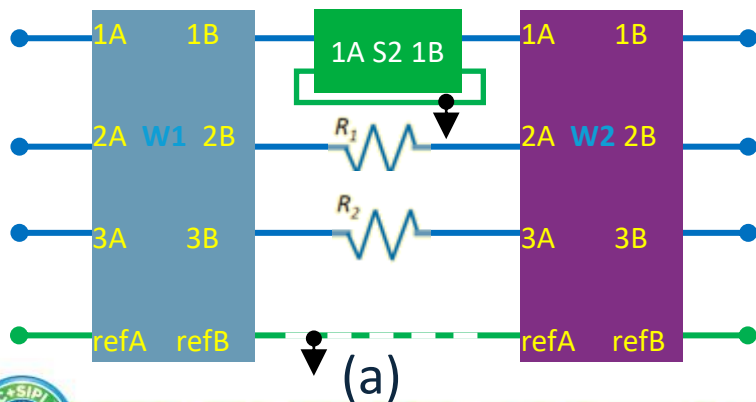 1A 1B 1A S2 1B 1A 1B
R1
2A W1 2B 2A W2 2B
R2
3A 3B 3A 3B
refA refB refA refB
(a)
C+SIPI